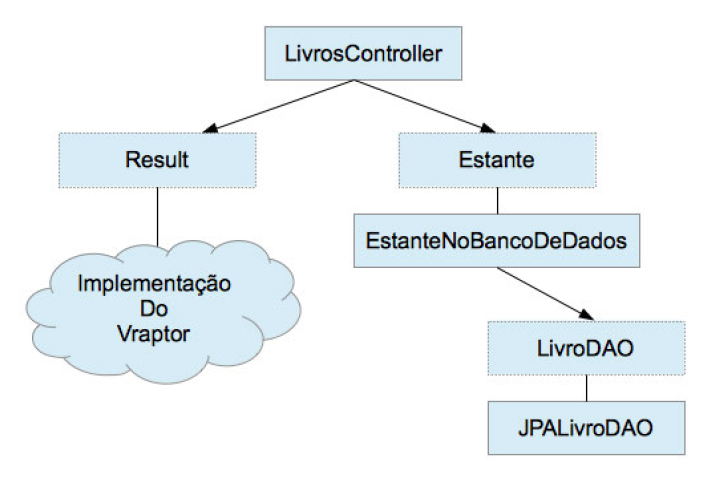 LivrosController
Result
Estante
EstanteNoBancoDeDados
Implementação
Do
Vraptor
LivroDAO
JPALivroDAO